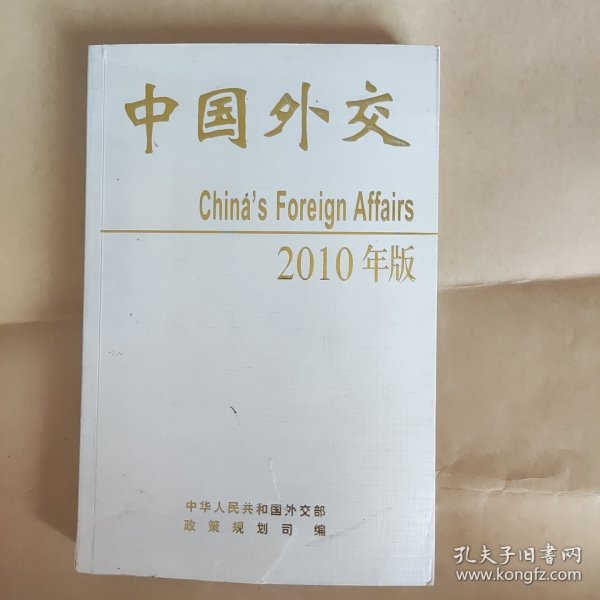 中国外交
China's Foreign Affairs
2010年版
中华人民共和国外交部
政策规划司 编
孔夫子旧书网
www.kongfz.com